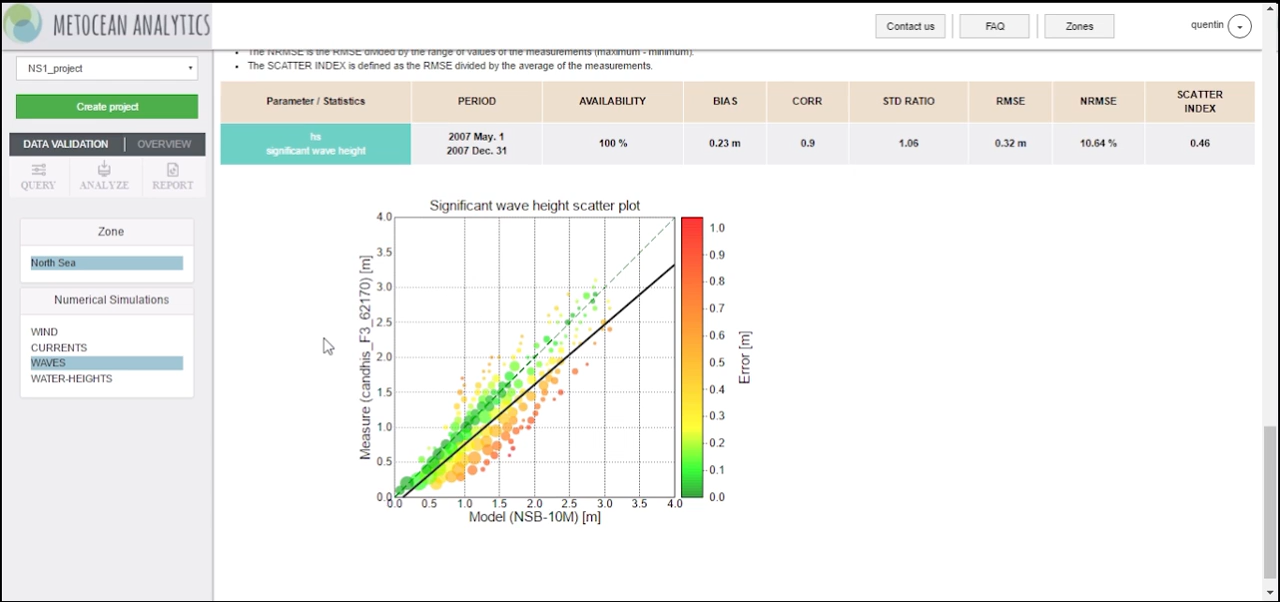 METOCEAN ANALYTICS
Contact us
FAQ
Zones
quentin
NS1_project
Create project
DATA VALIDATION
OVERVIEW
QUERY
ANALYZE
REPORT
Zone
North Sea
Numerical Simulations
WIND
CURRENTS
WAVES
WATER-HEIGHTS
• The NRMSE is the RMSE divided by the range of values of the measurements (maximum - minimum).
• The SCATTER INDEX is defined as the RMSE divided by the average of the measurements.
Parameter / Statistics PERIOD AVAILABILITY BIAS CORR STD RATIO RMSE NRMSE SCATTER
INDEX
hs
significant wave height
2007 May. 1
2007 Dec. 31
100 % 0.23 m 0.9 1.06 0.32 m 10.64 % 0.46
Significant wave height scatter plot
Measure (candhis_F3_62170) [m]
4.0
3.5
3.0
2.5
2.0
1.5
1.0
0.5
0.0
0.0 0.5 1.0 1.5 2.0 2.5 3.0 3.5 4.0
Model (NSB-10M) [m]
1.0
0.9
0.8
0.7
0.6
0.5
0.4
0.3
0.2
0.1
0.0
Error [m]